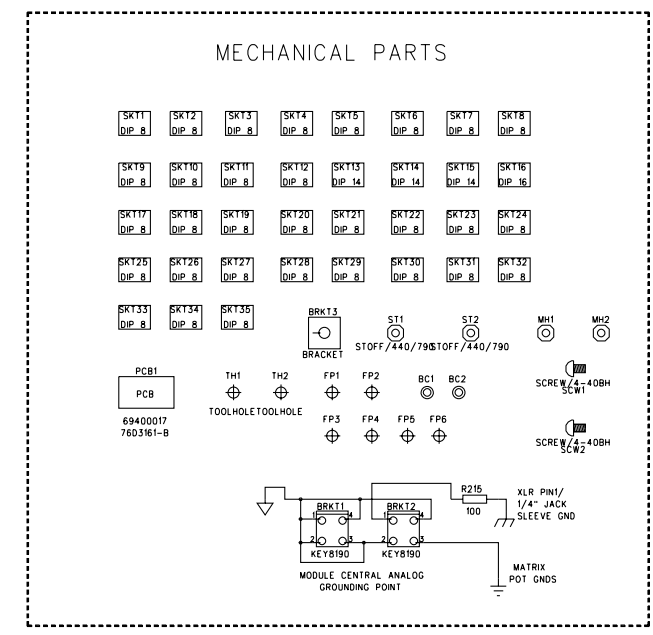 MECHANICAL PARTS
SKT1 SKT2 SKT3 SKT4 SKT5 SKT6 SKT7 SKT8
DIP 8 DIP 8 DIP 8 DIP 8 DIP 8 DIP 8 DIP 8 DIP 8
SKT9 SKT10 SKT11 SKT12 SKT13 SKT14 SKT15 SKT16
DIP 8 DIP 8 DIP 8 DIP 8 DIP 14 DIP 14 DIP 14 DIP 16
SKT17 SKT18 SKT19 SKT20 SKT21 SKT22 SKT23 SKT24
DIP 8 DIP 8 DIP 8 DIP 8 DIP 8 DIP 8 DIP 8 DIP 8
SKT25 SKT26 SKT27 SKT28 SKT29 SKT30 SKT31 SKT32
DIP 8 DIP 8 DIP 8 DIP 8 DIP 8 DIP 8 DIP 8 DIP 8
SKT33 SKT34 SKT35
DIP 8 DIP 8 DIP 8
BRKT3
BRACKET
ST1 ST2
STOFF/440/790 STOFF/440/790
MH1 MH2
PCB1
PCB
69400017
76D3161-B
TH1 TH2
TOOLHOLE TOOLHOLE
FP1 FP2
BC1 BC2
SCREW/4-40BH
SCW1
FP3 FP4 FP5 FP6
SCREW/4-40BH
SCW2
BRKT1
1 4
2 3
KEY8190
BRKT2
1 4
2 3
KEY8190
R215
100
XLR PIN1/
1/4" JACK
SLEEVE GND
MODULE CENTRAL ANALOG
GROUNDING POINT
MATRIX
POT GNDS